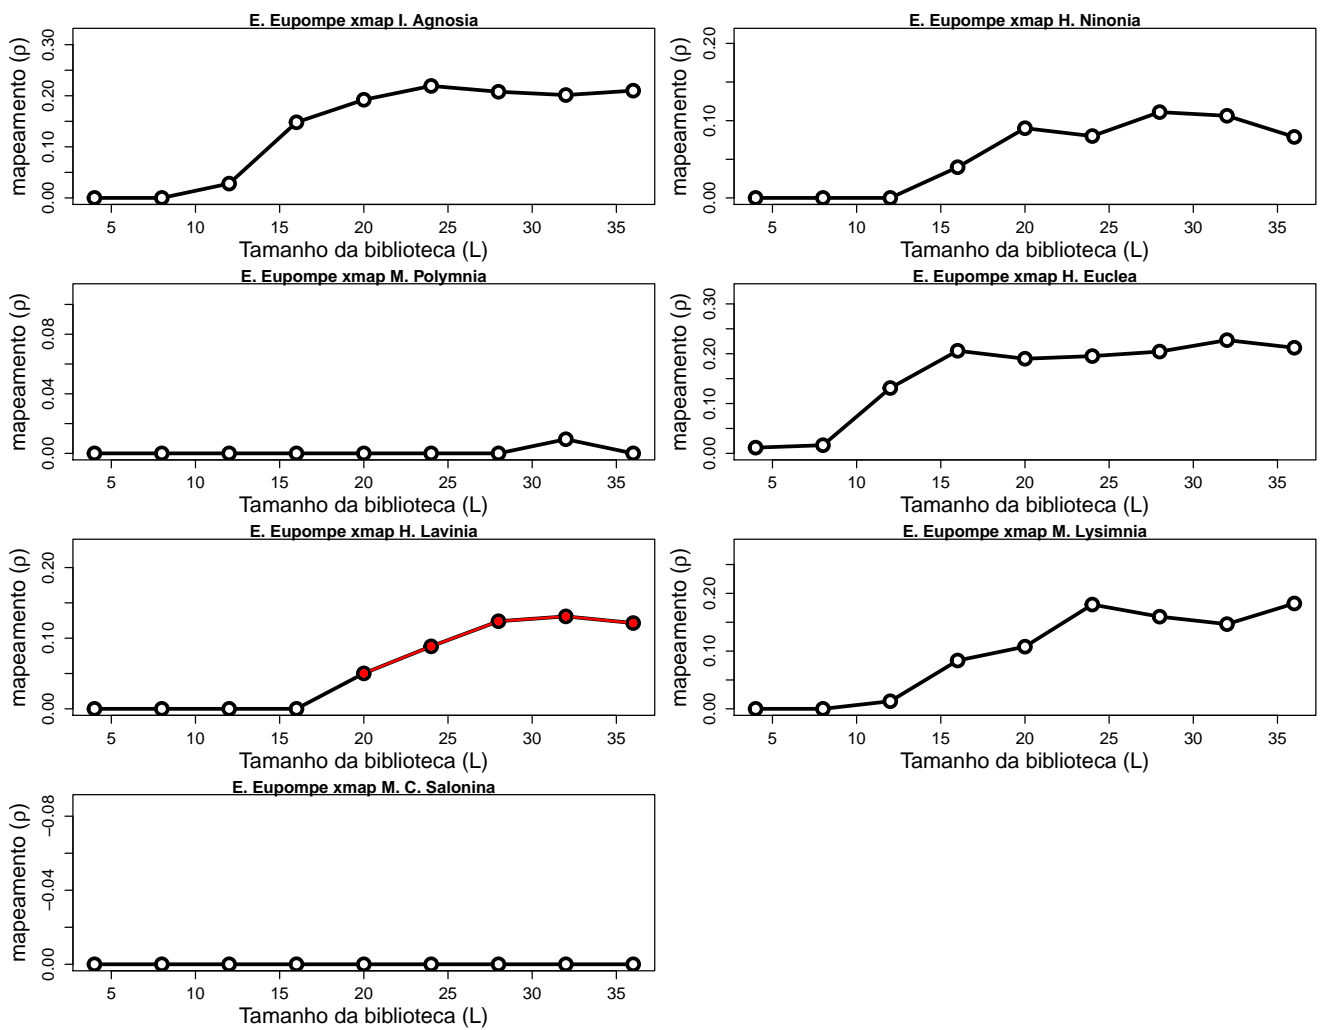 E. Eupompe xmap I. Agnosia
mapeamento (ρ)
0.00 0.10 0.20 0.30
5 10 15 20 25 30 35
Tamanho da biblioteca (L)
E. Eupompe xmap H. Ninonia
mapeamento (ρ)
0.00 0.10 0.20
5 10 15 20 25 30 35
Tamanho da biblioteca (L)
E. Eupompe xmap M. Polymnia
mapeamento (ρ)
0.00 0.04 0.08
5 10 15 20 25 30 35
Tamanho da biblioteca (L)
E. Eupompe xmap H. Euclea
mapeamento (ρ)
0.00 0.10 0.20 0.30
5 10 15 20 25 30 35
Tamanho da biblioteca (L)
E. Eupompe xmap H. Lavinia
mapeamento (ρ)
0.00 0.10 0.20
5 10 15 20 25 30 35
Tamanho da biblioteca (L)
E. Eupompe xmap M. Lysimnia
mapeamento (ρ)
0.00 0.10 0.20
5 10 15 20 25 30 35
Tamanho da biblioteca (L)
E. Eupompe xmap M. C. Salonina
mapeamento (ρ)
0.00 −0.04 −0.08
5 10 15 20 25 30 35
Tamanho da biblioteca (L)